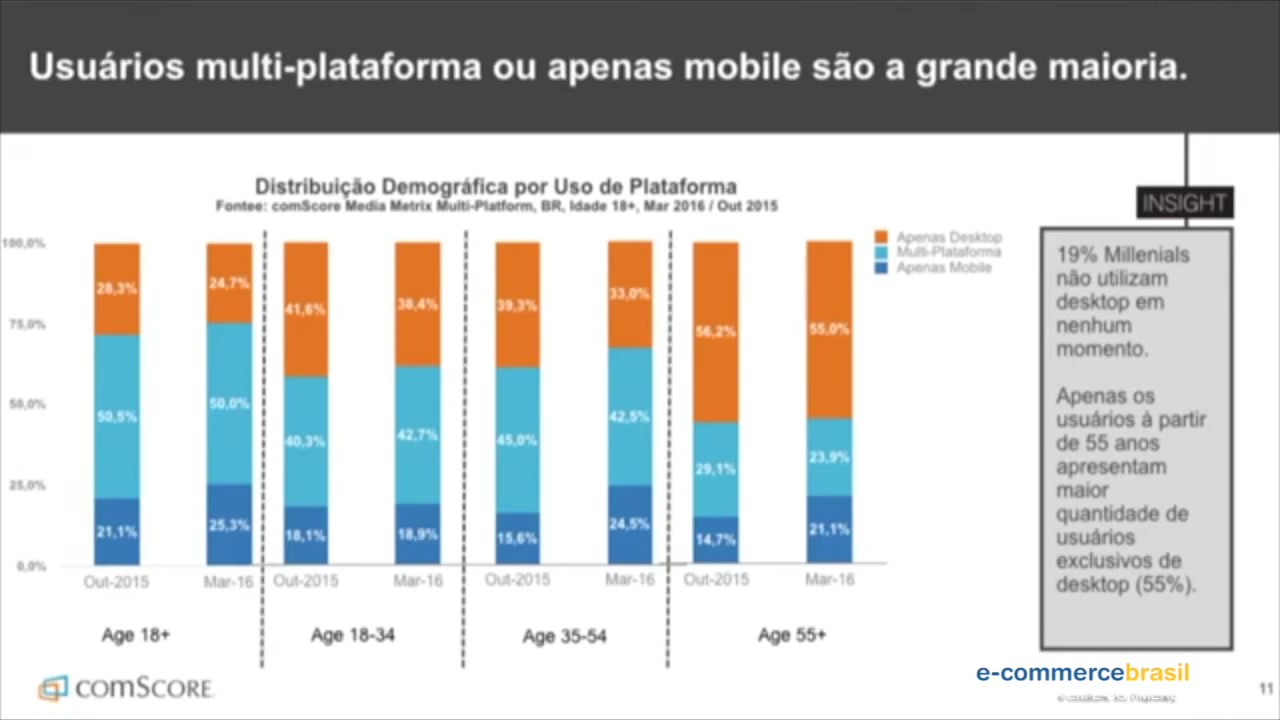 Usuários multi-plataforma ou apenas mobile são a grande maioria.
Distribuição Demográfica por Uso de Plataforma
Fontee: comScore Media Metrix Multi-Platform, BR, Idade 18+, Mar 2016 / Out 2015
INSIGHT
Apenas Desktop
Multi-Plataforma
Apenas Mobile
19% Millenials
não utilizam
desktop em
nenhum
momento.
Apenas os
usuários à partir
de 55 anos
apresentam
maior
quantidade de
usuários
exclusivos de
desktop (55%).
100,0%
75,0%
50,0%
25,0%
0,0%
28,3% 24,7% 41,6% 38,4% 39,3% 33,0% 56,2% 55,0%
50,5% 50,0% 40,3% 42,7% 45,0% 42,5% 29,1% 23,9%
21,1% 25,3% 18,1% 18,9% 15,6% 24,5% 14,7% 21,1%
Out-2015 Mar-16 Out-2015 Mar-16 Out-2015 Mar-16 Out-2015 Mar-16
Age 18+ Age 18-34 Age 35-54 Age 55+
comScore
e-commercebrasil
11